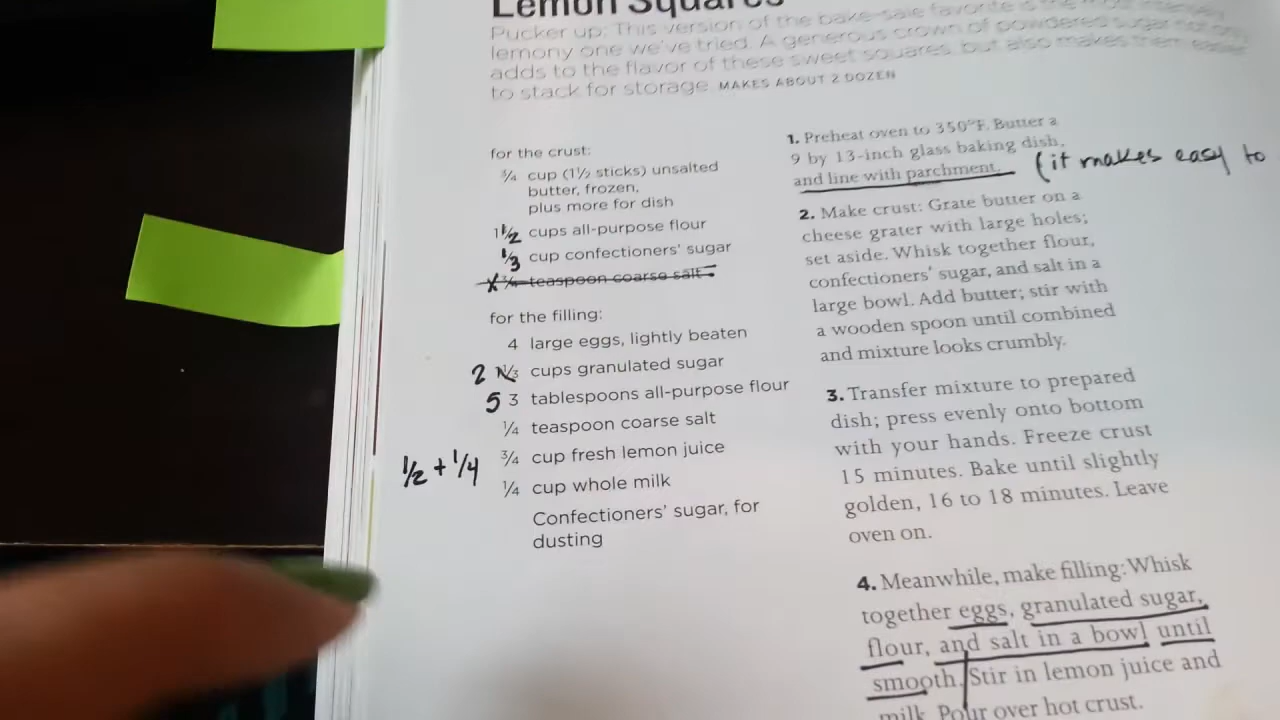 Lemon Squares
Pucker up: This version of the bake-sale favorite is the most intensely
lemony one we've tried. A generous crown of powdered sugar not only
adds to the flavor of these sweet squares, but also makes them easier
to stack for storage. MAKES ABOUT 2 DOZEN
for the crust:
¾ cup (1½ sticks) unsalted
butter, frozen,
plus more for dish
1½ cups all-purpose flour
⅓ cup confectioners' sugar
x ¾ teaspoon coarse salt
for the filling:
4 large eggs, lightly beaten
2 1⅓ cups granulated sugar
5 3 tablespoons all-purpose flour
¼ teaspoon coarse salt
½ + ¼ ¾ cup fresh lemon juice
¼ cup whole milk
Confectioners' sugar, for
dusting
1. Preheat oven to 350°F. Butter a
9 by 13-inch glass baking dish,
and line with parchment. (it makes easy to
2. Make crust: Grate butter on a
cheese grater with large holes;
set aside. Whisk together flour,
confectioners' sugar, and salt in a
large bowl. Add butter; stir with
a wooden spoon until combined
and mixture looks crumbly.
3. Transfer mixture to prepared
dish; press evenly onto bottom
with your hands. Freeze crust
15 minutes. Bake until slightly
golden, 16 to 18 minutes. Leave
oven on.
4. Meanwhile, make filling: Whisk
together eggs, granulated sugar,
flour, and salt in a bowl until
smooth. Stir in lemon juice and
milk. Pour over hot crust.